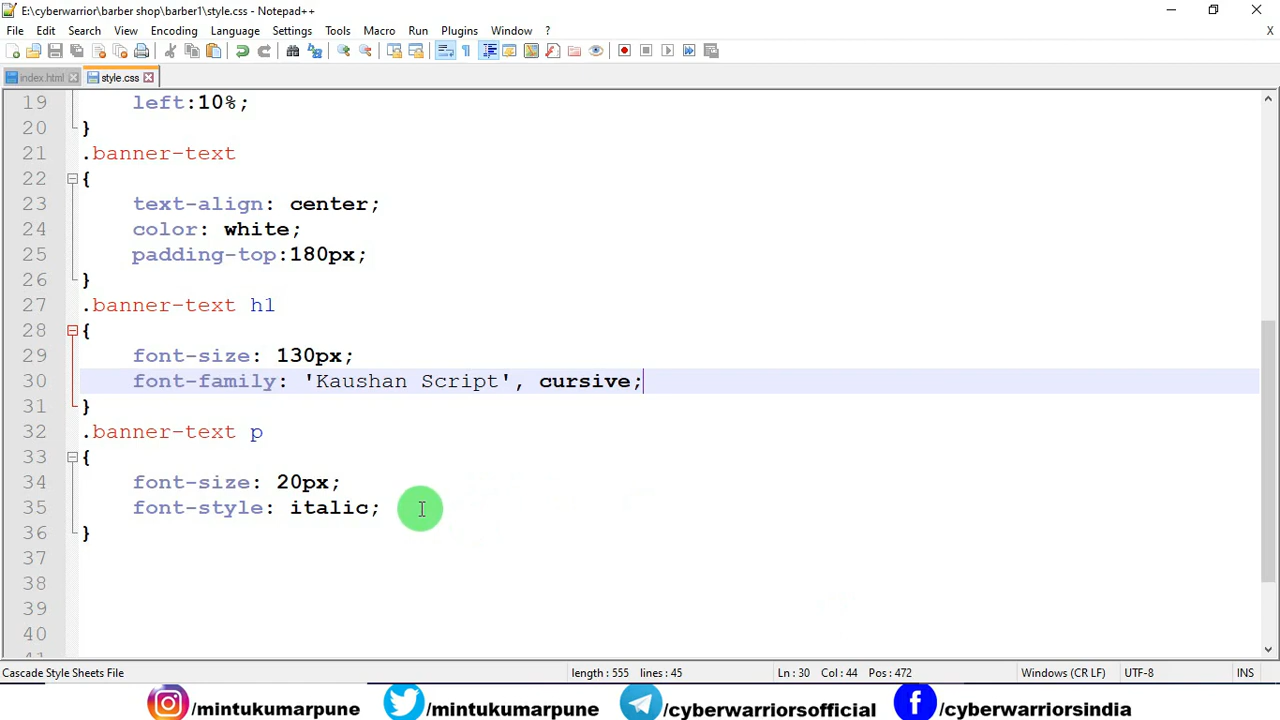 E:\cyberwarrior\barber shop\barber1\style.css - Notepad++
File Edit Search View Encoding Language Settings Tools Macro Run Plugins Window ? X
index.html style.css
19 left:10%;
20 }
21 .banner-text
22 {
23 text-align: center;
24 color: white;
25 padding-top:180px;
26 }
27 .banner-text h1
28 {
29 font-size: 130px;
30 font-family: 'Kaushan Script', cursive;
31 }
32 .banner-text p
33 {
34 font-size: 20px;
35 font-style: italic;
36 }
37
38
39
40
41
Cascade Style Sheets File length : 555 lines : 45 Ln : 30 Col : 44 Pos : 472 Windows (CR LF) UTF-8 INS
/mintukumarpune /mintukumarpune /cyberwarriorsofficial /cyberwarriorsindia